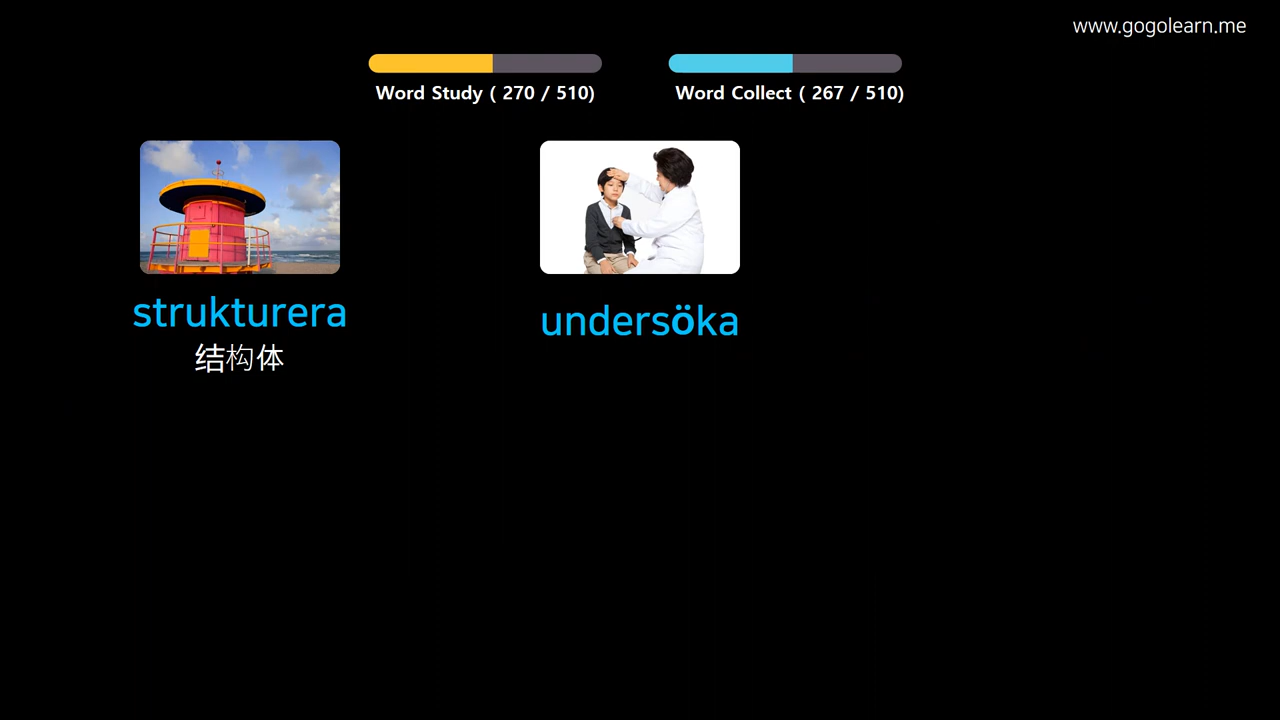 www.gogolearn.me
Word Study ( 270 / 510)
Word Collect ( 267 / 510)
strukturera
结构体
undersöka